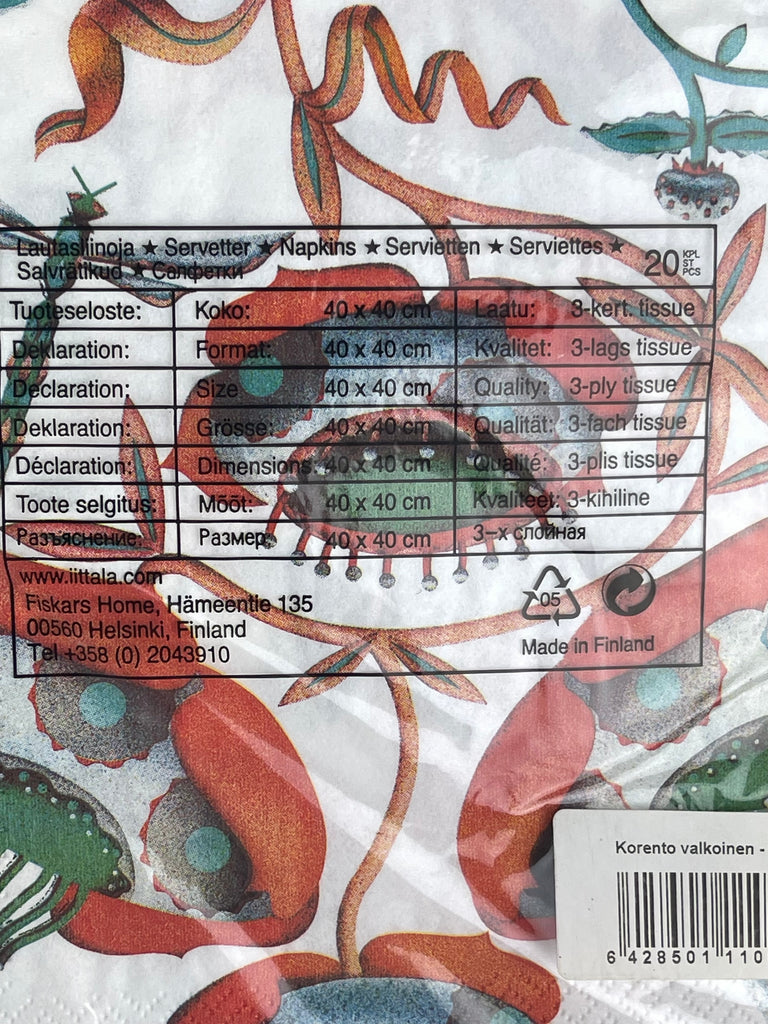 Lautasliinoja ★ Servetter ★ Napkins ★ Servietten ★ Serviettes ★
Salvrätikud ★ Салфетки
20 KPL ST PCS
Tuoteseloste: Koko: 40 x 40 cm Laatu: 3-kert. tissue
Deklaration: Format: 40 x 40 cm Kvalitet: 3-lags tissue
Declaration: Size: 40 x 40 cm Quality: 3-ply tissue
Deklaration: Grösse: 40 x 40 cm Qualität: 3-fach tissue
Déclaration: Dimensions: 40 x 40 cm Qualité: 3-plis tissue
Toote selgitus: Mõõt: 40 x 40 cm Kvaliteet: 3-kihiline
Разъяснение: Размер: 40 x 40 cm 3-х слойная
www.iittala.com
Fiskars Home, Hämeentie 135
00560 Helsinki, Finland
Tel +358 (0) 2043910
05
Made in Finland
Korento valkoinen -
6 428501 110